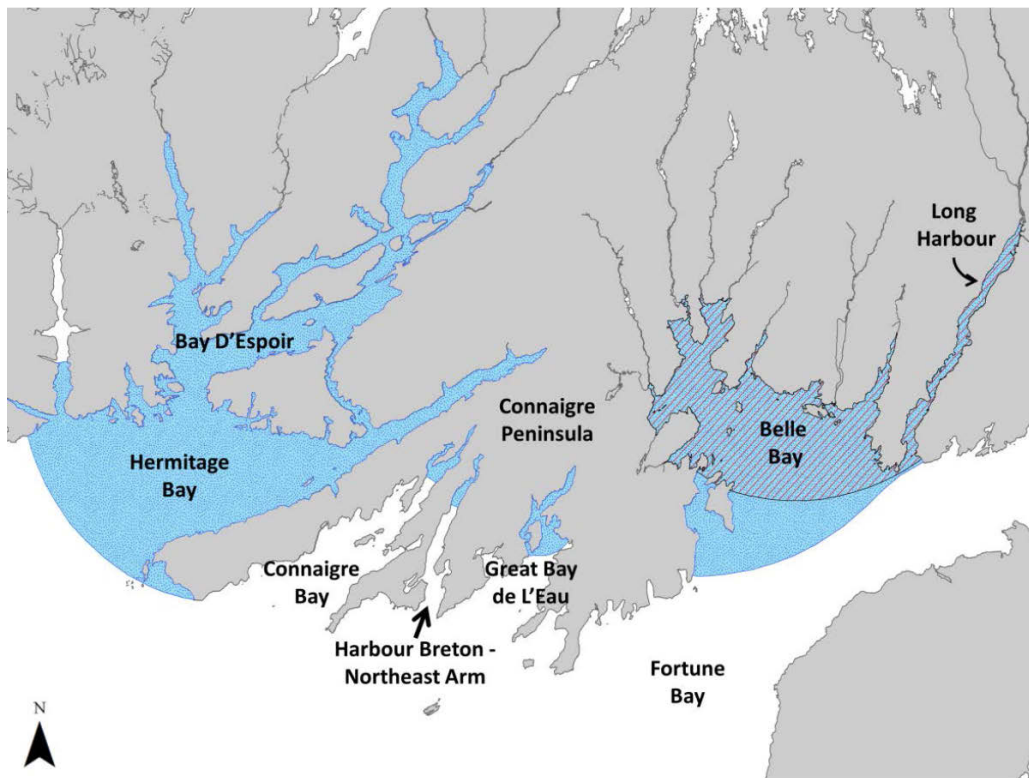 Long
Harbour
Bay D'Espoir
Connaigre
Peninsula
Belle
Bay
Hermitage
Bay
Connaigre
Bay
Great Bay
de L'Eau
Harbour Breton -
Northeast Arm
Fortune
Bay
N